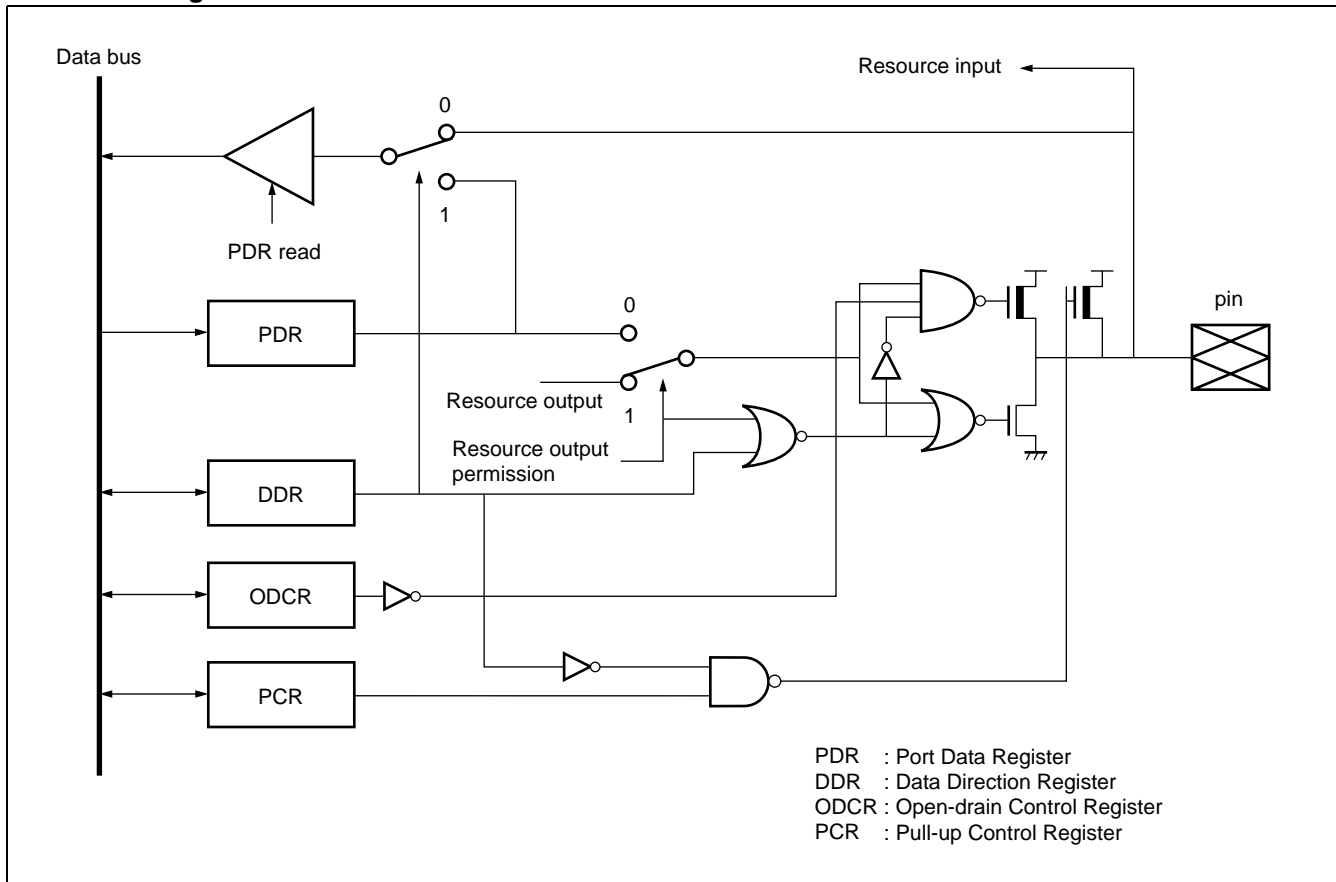 Data bus
Resource input
0
1
PDR read
pin
PDR
0
Resource output
1
Resource output
permission
DDR
ODCR
PCR
PDR : Port Data Register
DDR : Data Direction Register
ODCR : Open-drain Control Register
PCR : Pull-up Control Register